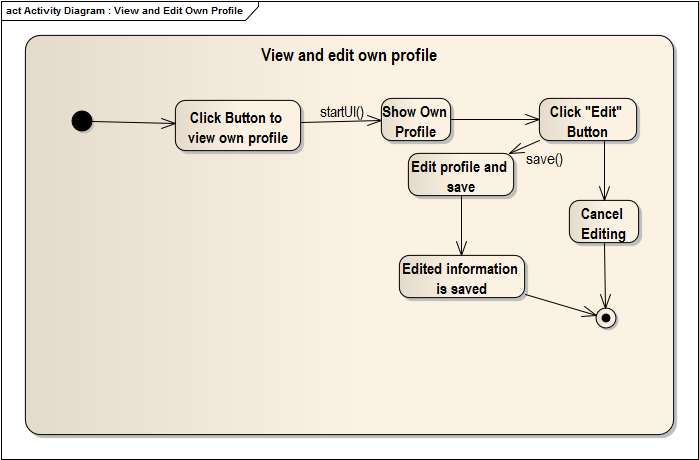 act Activity Diagram : View and Edit Own Profile
View and edit own profile
Click Button to
view own profile
startUI()
Show Own
Profile
Click "Edit"
Button
save()
Edit profile and
save
Cancel
Editing
Edited information
is saved